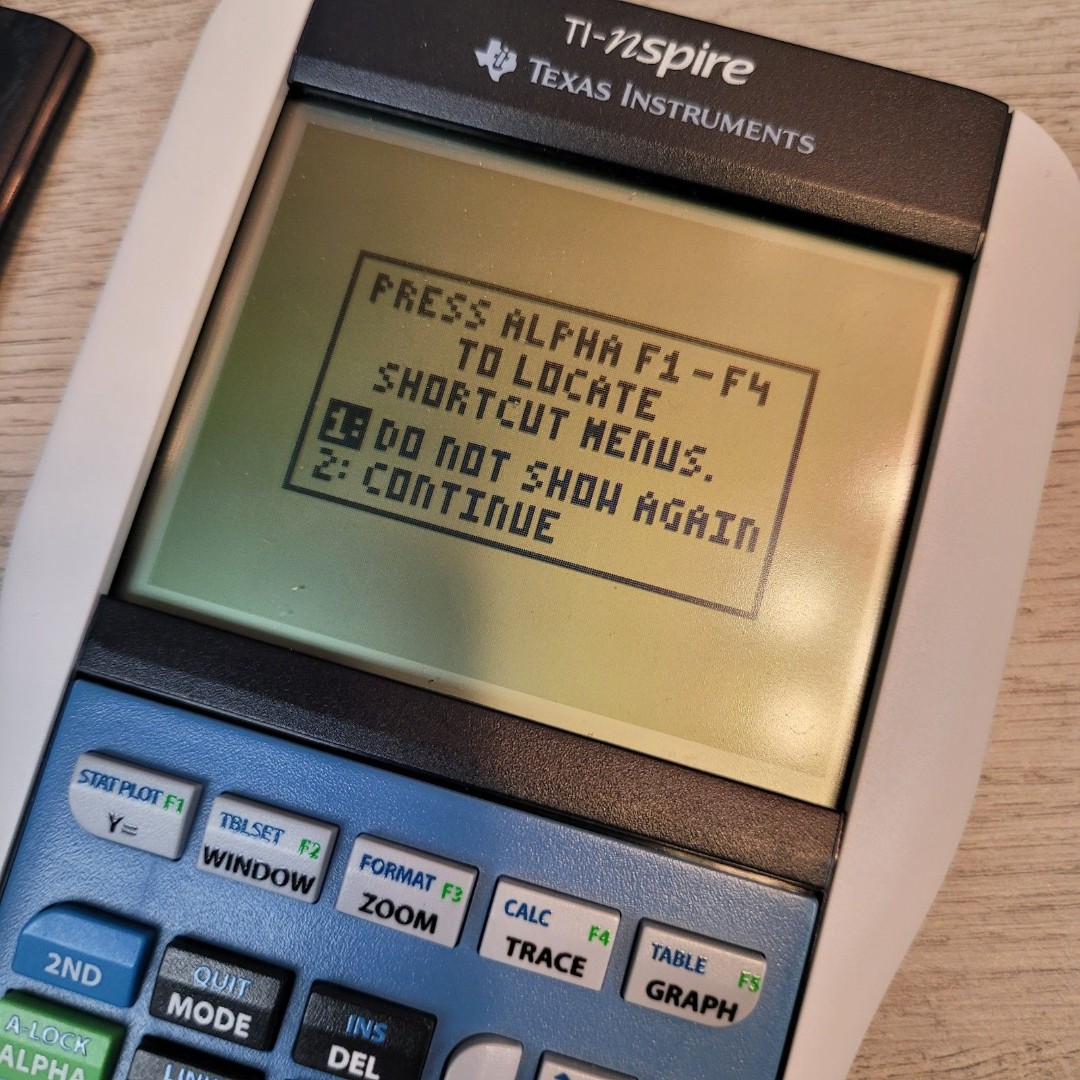 TI-nspire
TEXAS INSTRUMENTS
PRESS ALPHA F1-F4
TO LOCATE
SHORTCUT MENUS.
1: DO NOT SHOW AGAIN
2: CONTINUE
STAT PLOT F1
Y=
TBLSET F2
WINDOW
FORMAT F3
ZOOM
CALC F4
TRACE
TABLE F5
GRAPH
2ND
QUIT
MODE
INS
DEL
A-LOCK
ALPHA